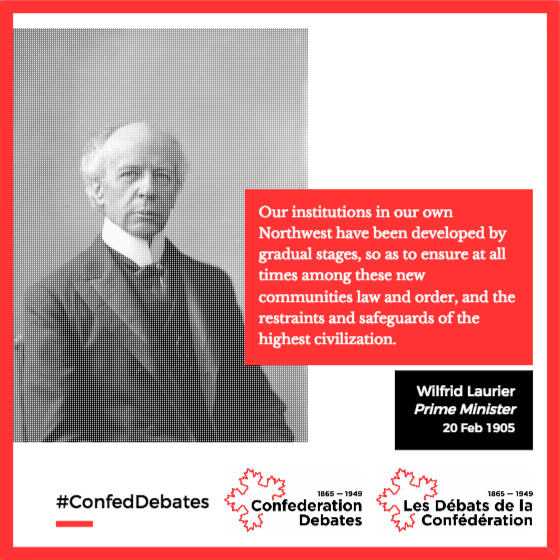 Our institutions in our own
Northwest have been developed by
gradual stages, so as to ensure at all
times among these new
communities law and order, and the
restraints and safeguards of the
highest civilization.
Wilfrid Laurier
Prime Minister
20 Feb 1905
#ConfedDebates
1865 — 1949
Confederation
Debates
1865 — 1949
Les Débats de la
Confédération